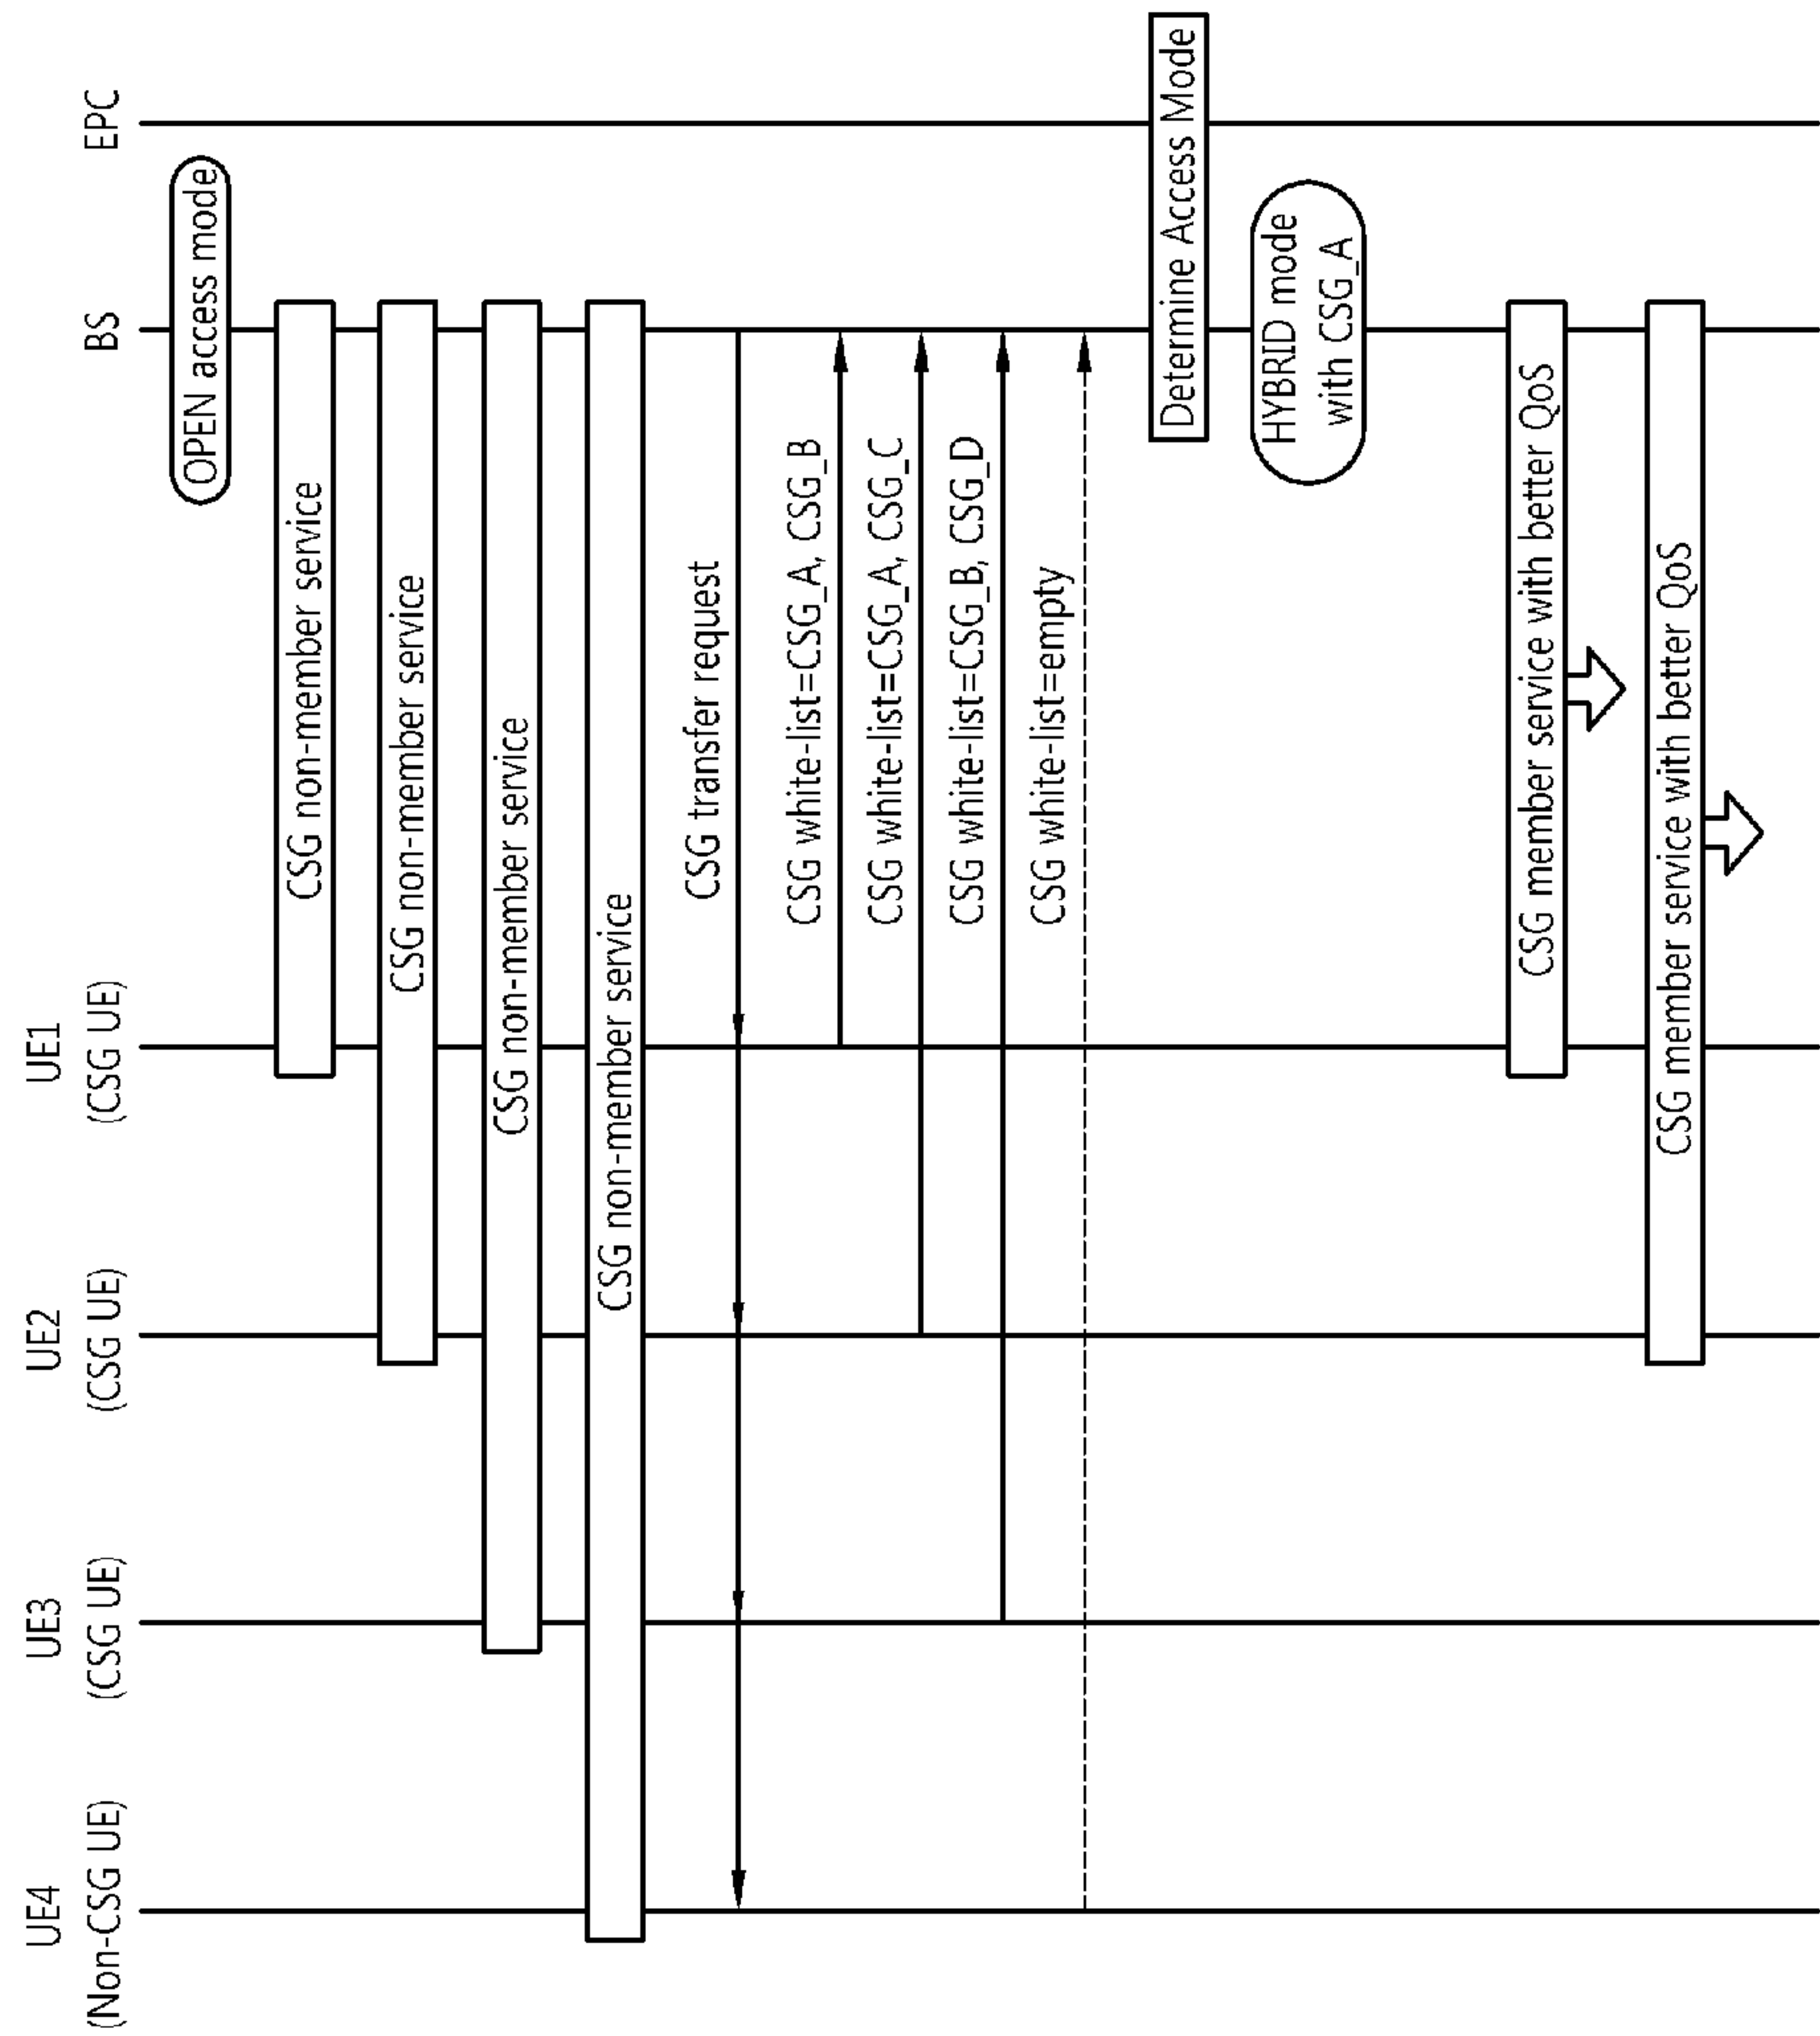 UE4
(Non-CSG UE)
UE3
(CSG UE)
UE2
(CSG UE)
UE1
(CSG UE)
BS
EPC
OPEN access mode
CSG non-member service
CSG non-member service
CSG non-member service
CSG non-member service
CSG transfer request
CSG white-list=CSG_A, CSG_B
CSG white-list=CSG_A, CSG_C
CSG white-list=CSG_B, CSG_D
CSG white-list=empty
Determine Access Mode
HYBRID mode
with CSG_A
CSG member service with better QoS
CSG member service with better QoS